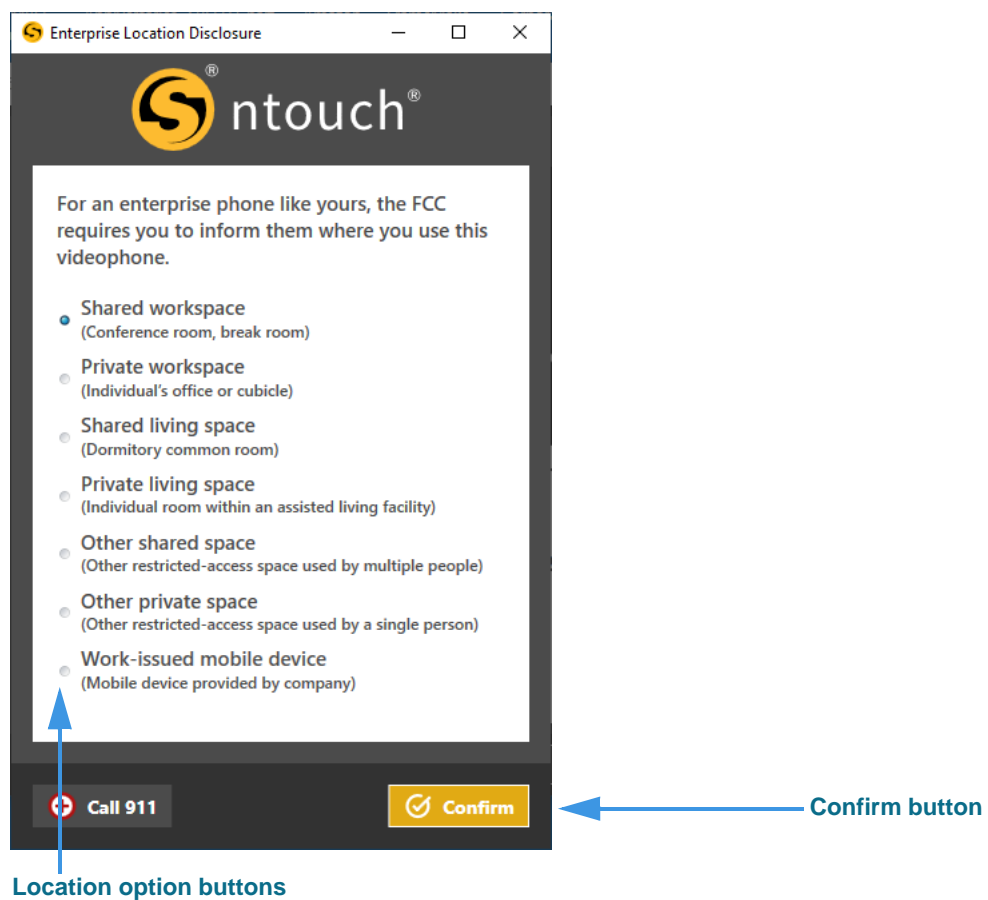 Enterprise Location Disclosure
ntouch®
For an enterprise phone like yours, the FCC
requires you to inform them where you use this
videophone.
Shared workspace
(Conference room, break room)
Private workspace
(Individual's office or cubicle)
Shared living space
(Dormitory common room)
Private living space
(Individual room within an assisted living facility)
Other shared space
(Other restricted-access space used by multiple people)
Other private space
(Other restricted-access space used by a single person)
Work-issued mobile device
(Mobile device provided by company)
Call 911
Confirm
Confirm button
Location option buttons